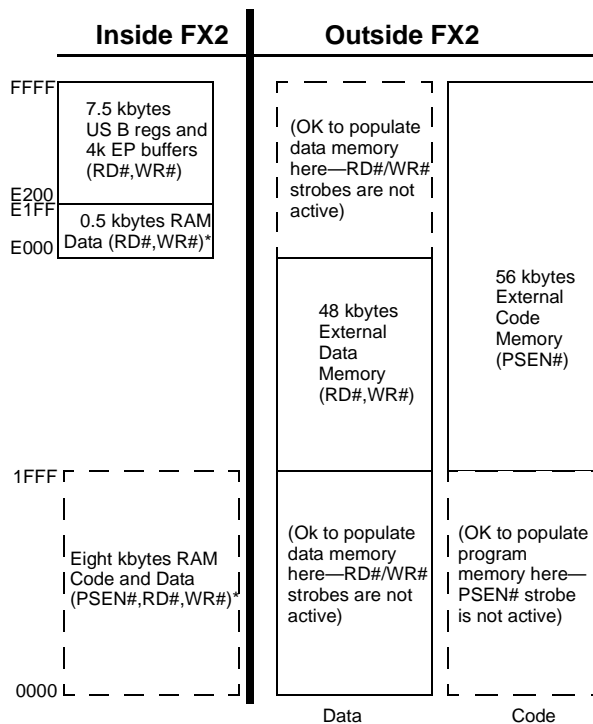 Inside FX2
Outside FX2
FFFF
7.5 kbytes
US B regs and
4k EP buffers
(RD#,WR#)
E200
E1FF
0.5 kbytes RAM
Data (RD#,WR#)*
E000
(OK to populate
data memory
here—RD#/WR#
strobes are not
active)
48 kbytes
External
Data
Memory
(RD#,WR#)
56 kbytes
External
Code
Memory
(PSEN#)
1FFF
Eight kbytes RAM
Code and Data
(PSEN#,RD#,WR#)*
(Ok to populate
data memory
here—RD#/WR#
strobes are not
active)
(OK to populate
program
memory here—
PSEN# strobe
is not active)
0000
Data
Code